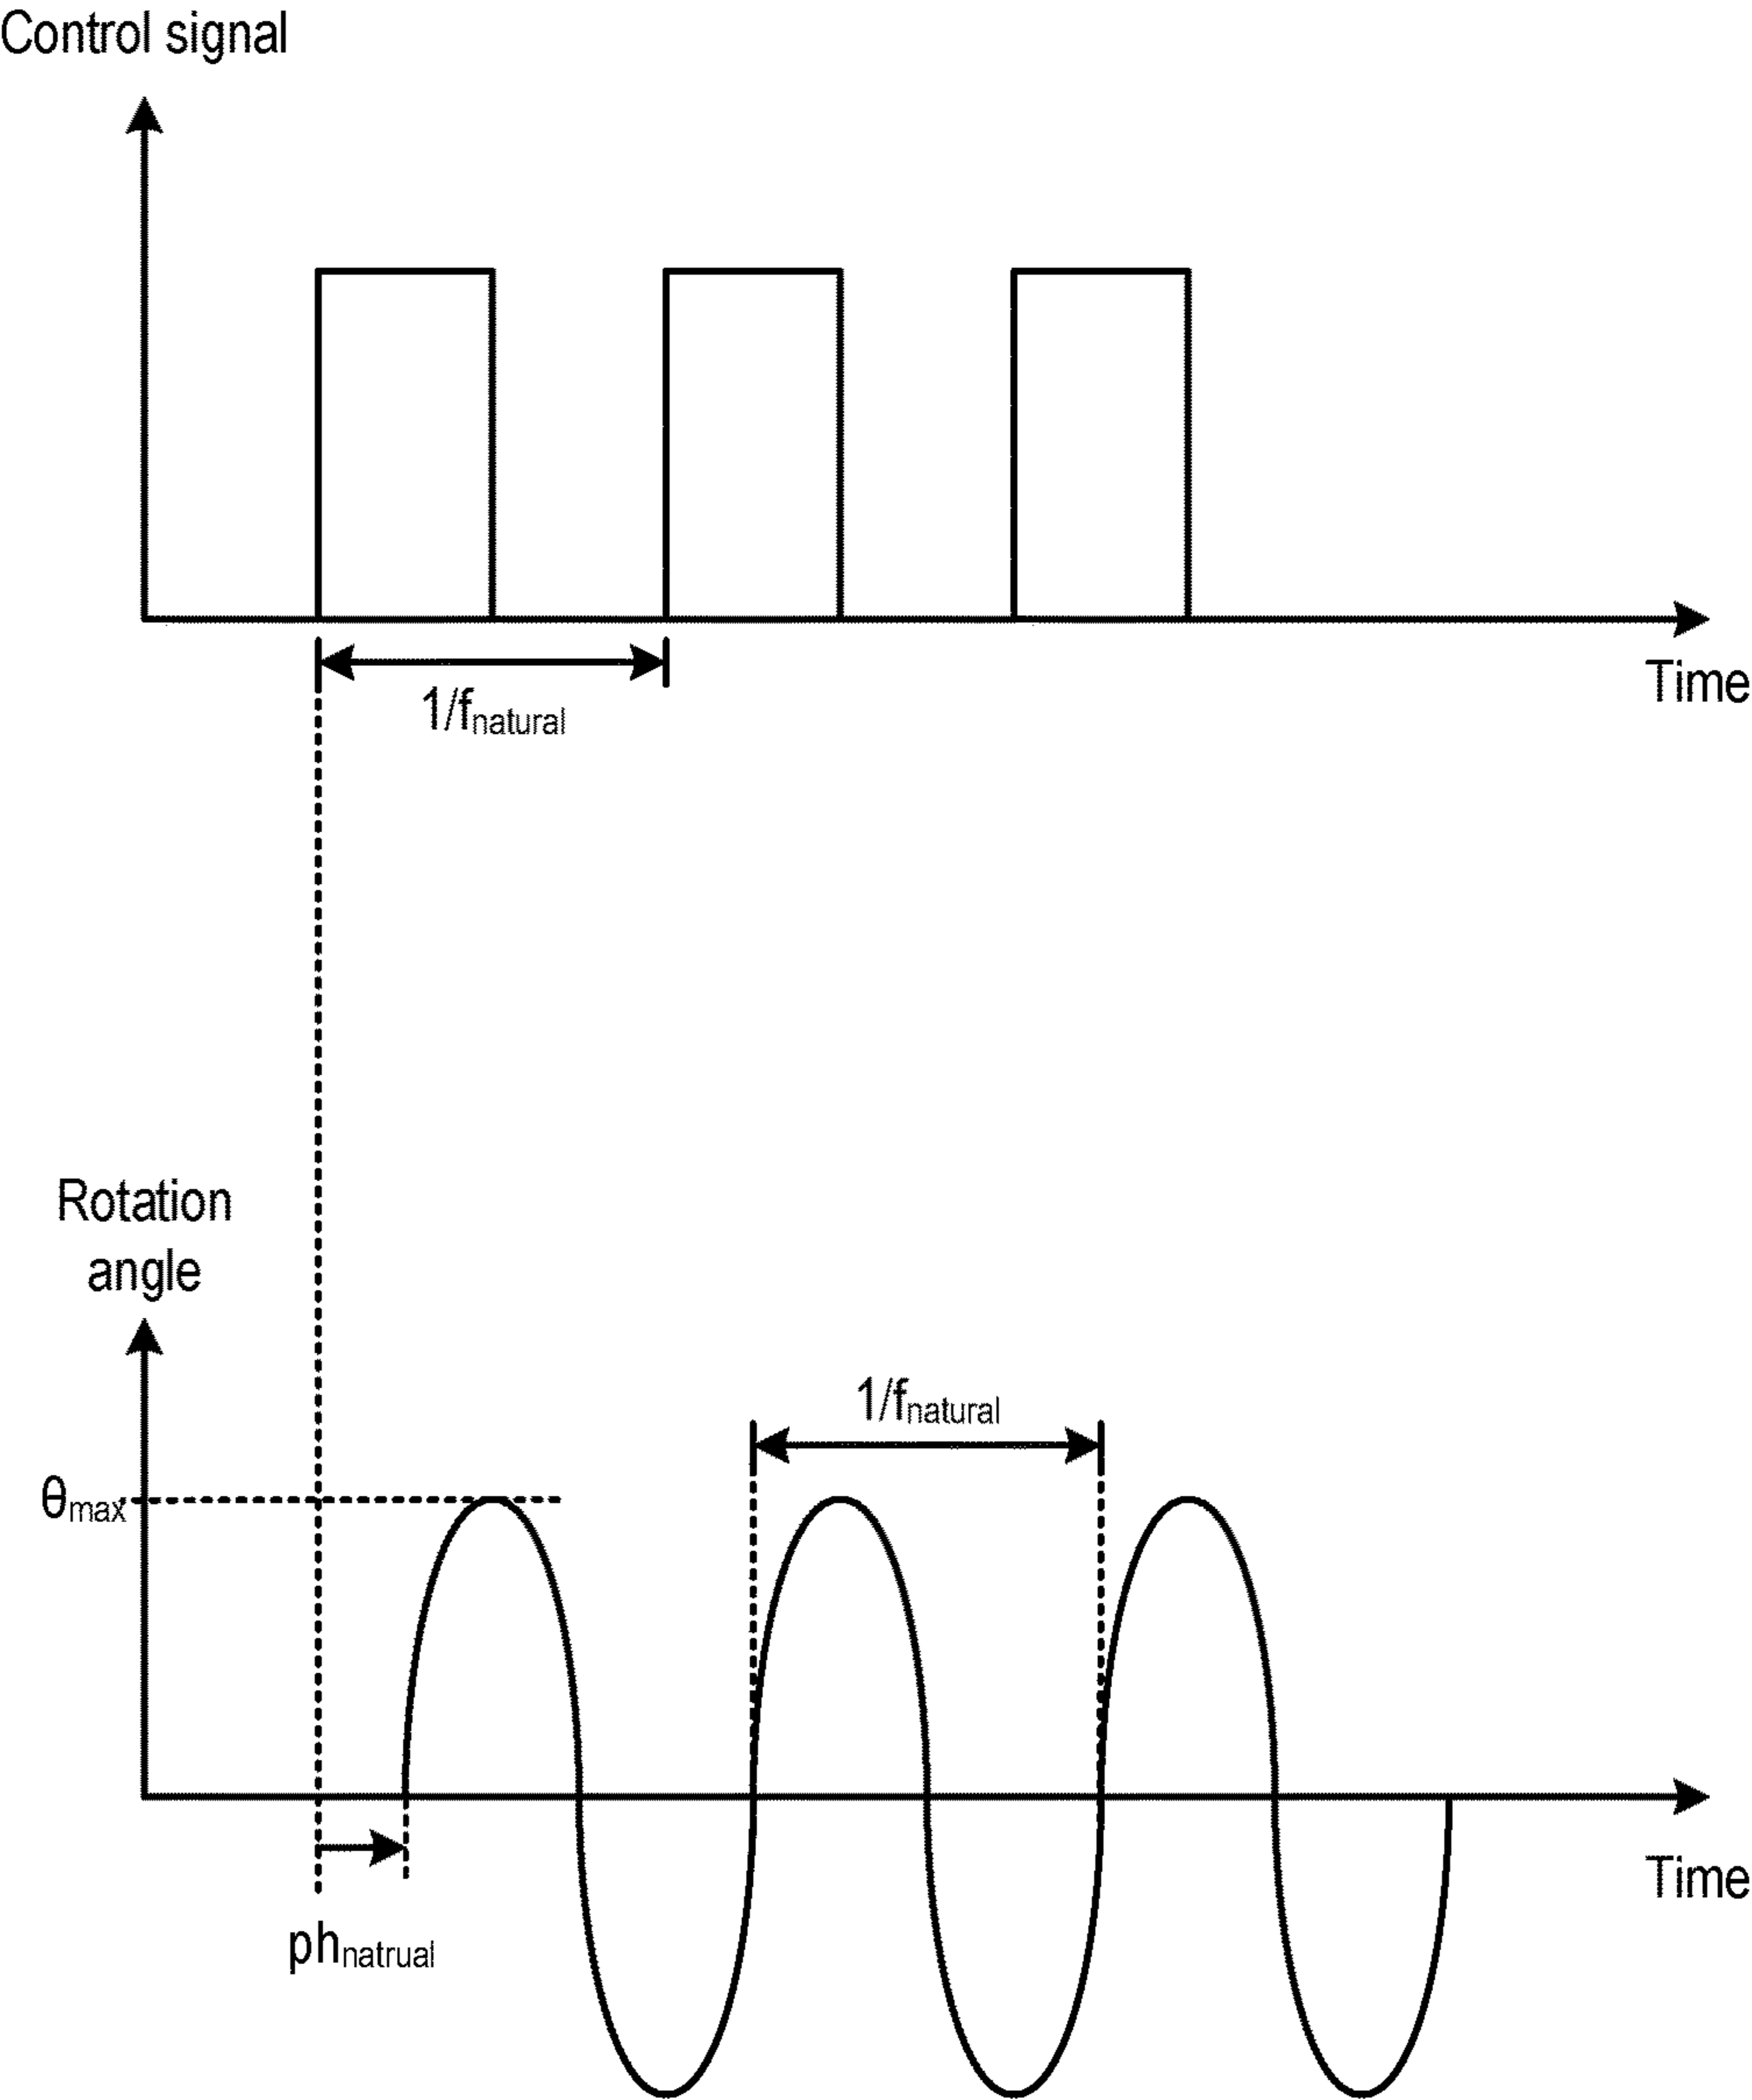 Control signal
Time
1/fnatural
Rotation
angle
1/fnatural
θmax
Time
phnatrual